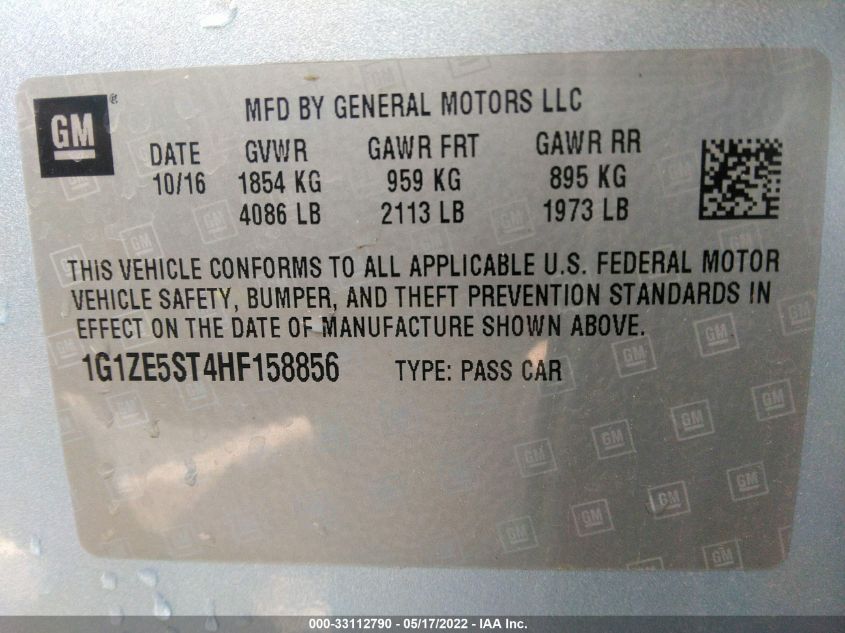 GM ®
MFD BY GENERAL MOTORS LLC
DATE GVWR GAWR FRT GAWR RR
10/16 1854 KG 959 KG 895 KG
4086 LB 2113 LB 1973 LB
THIS VEHICLE CONFORMS TO ALL APPLICABLE U.S. FEDERAL MOTOR
VEHICLE SAFETY, BUMPER, AND THEFT PREVENTION STANDARDS IN
EFFECT ON THE DATE OF MANUFACTURE SHOWN ABOVE.
1G1ZE5ST4HF158856 TYPE: PASS CAR
000-33112790 - 05/17/2022 - IAA Inc.